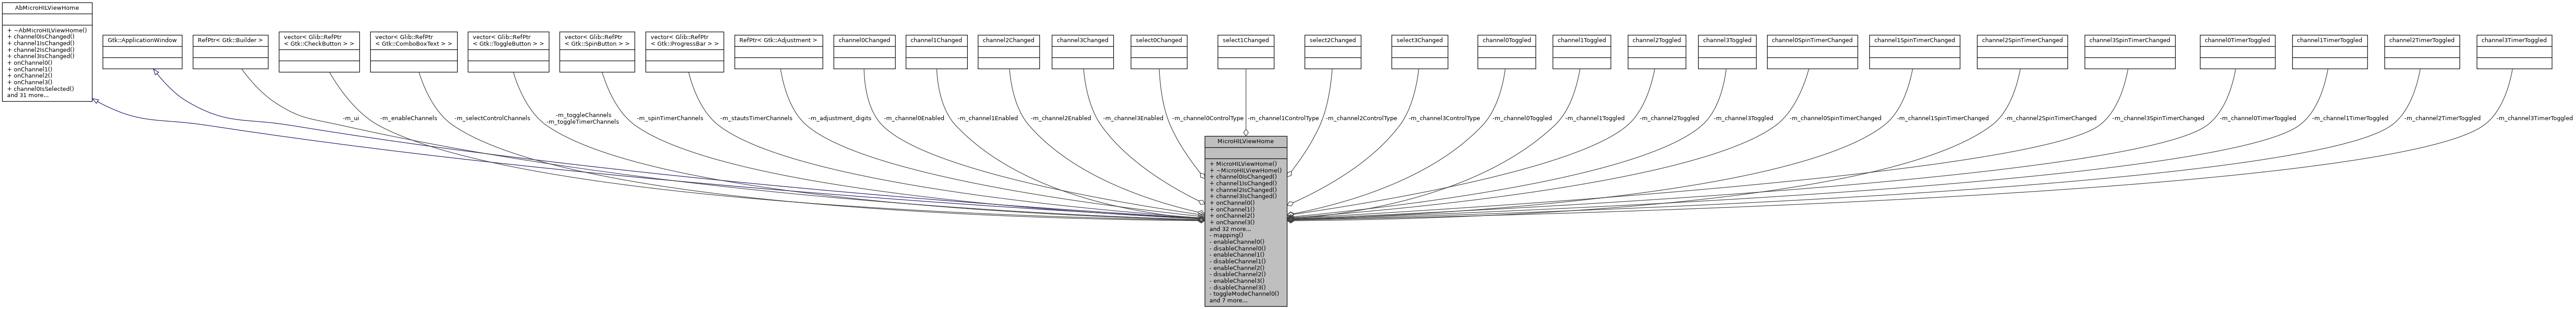 AbMicroHILViewHome
+ ~AbMicroHILViewHome()
+ channel0IsChanged()
+ channel1IsChanged()
+ channel2IsChanged()
+ channel3IsChanged()
+ onChannel0()
+ onChannel1()
+ onChannel2()
+ onChannel3()
+ channel0IsSelected()
and 31 more...
Gtk::ApplicationWindow
RefPtr< Gtk::Builder >
vector< Glib::RefPtr
< Gtk::CheckButton > >
vector< Glib::RefPtr
< Gtk::ComboBoxText > >
vector< Glib::RefPtr
< Gtk::ToggleButton > >
vector< Glib::RefPtr
< Gtk::SpinButton > >
vector< Glib::RefPtr
< Gtk::ProgressBar > >
RefPtr< Gtk::Adjustment >
channel0Changed
channel1Changed
channel2Changed
channel3Changed
select0Changed
select1Changed
select2Changed
select3Changed
channel0Toggled
channel1Toggled
channel2Toggled
channel3Toggled
channel0SpinTimerChanged
channel1SpinTimerChanged
channel2SpinTimerChanged
channel3SpinTimerChanged
channel0TimerToggled
channel1TimerToggled
channel2TimerToggled
channel3TimerToggled
-m_ui
-m_enableChannels
-m_selectControlChannels
-m_toggleChannels
-m_toggleTimerChannels
-m_spinTimerChannels
-m_stautsTimerChannels
-m_adjustment_digits
-m_channel0Enabled
-m_channel1Enabled
-m_channel2Enabled
-m_channel3Enabled
-m_channel0ControlType
-m_channel1ControlType
-m_channel2ControlType
-m_channel3ControlType
-m_channel0Toggled
-m_channel1Toggled
-m_channel2Toggled
-m_channel3Toggled
-m_channel0SpinTimerChanged
-m_channel1SpinTimerChanged
-m_channel2SpinTimerChanged
-m_channel3SpinTimerChanged
-m_channel0TimerToggled
-m_channel1TimerToggled
-m_channel2TimerToggled
-m_channel3TimerToggled
MicroHILViewHome
+ MicroHILViewHome()
+ ~MicroHILViewHome()
+ channel0IsChanged()
+ channel1IsChanged()
+ channel2IsChanged()
+ channel3IsChanged()
+ onChannel0()
+ onChannel1()
+ onChannel2()
+ onChannel3()
and 32 more...
- mapping()
- enableChannel0()
- disableChannel0()
- enableChannel1()
- disableChannel1()
- enableChannel2()
- disableChannel2()
- enableChannel3()
- disableChannel3()
- toggleModeChannel0()
and 7 more...